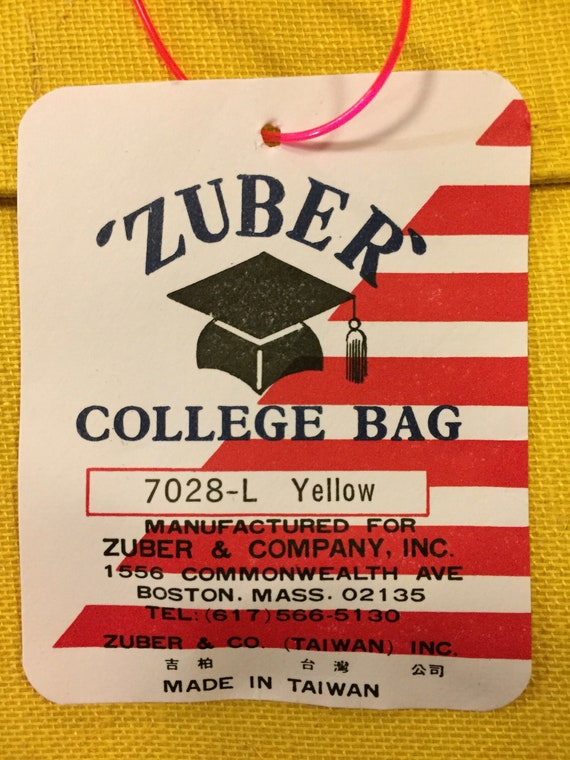 'ZUBER'
COLLEGE BAG
7028-L Yellow
MANUFACTURED FOR
ZUBER & COMPANY, INC.
1556 COMMONWEALTH AVE
BOSTON. MASS. 02135
TEL:(617)566-5130
ZUBER & CO. (TAIWAN) INC.
吉柏 台灣 公司
MADE IN TAIWAN